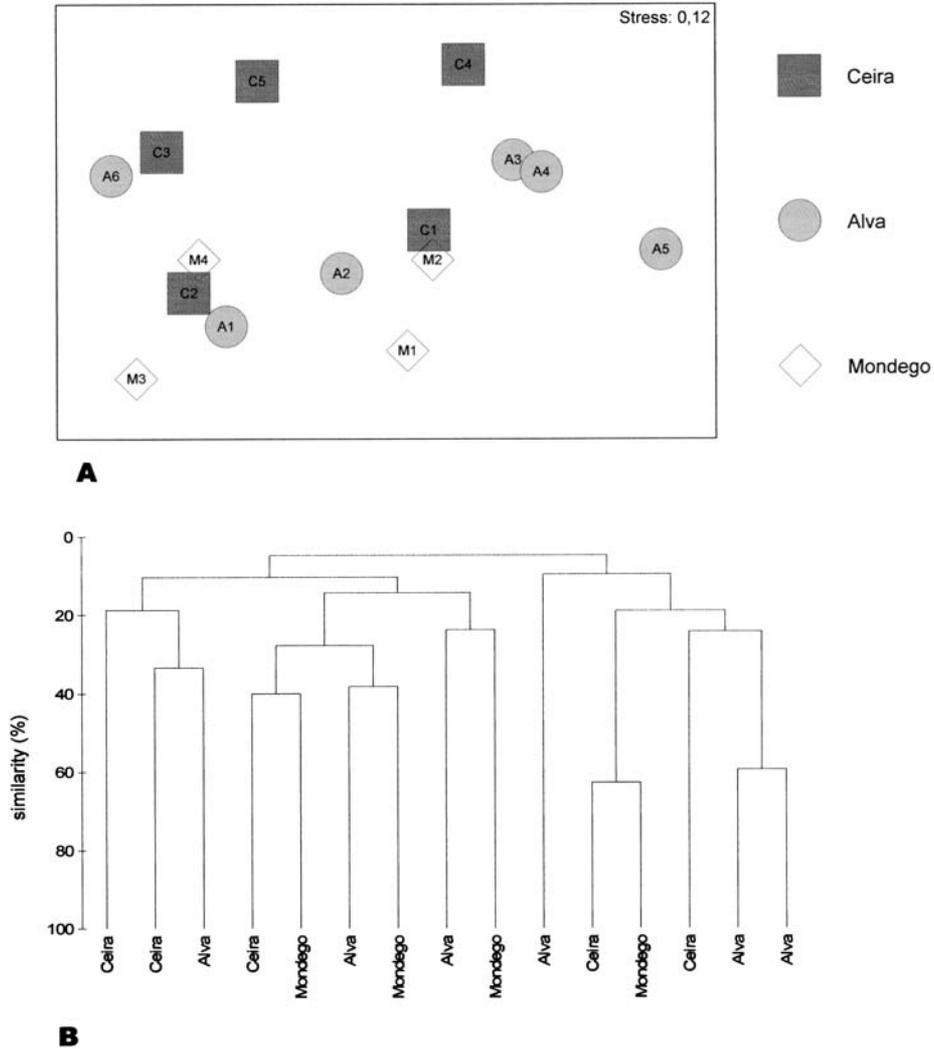 Stress: 0,12
C4
C5
Ceira
C3
A3
A4
A6
C1
Alva
A5
M4
M2
A2
C2
A1
M1
Mondego
M3
A
0
20
40
60
80
100
similarity (%)
Ceira
Ceira
Alva
Ceira
Mondego
Alva
Mondego
Alva
Mondego
Alva
Ceira
Mondego
Ceira
Alva
Alva
B